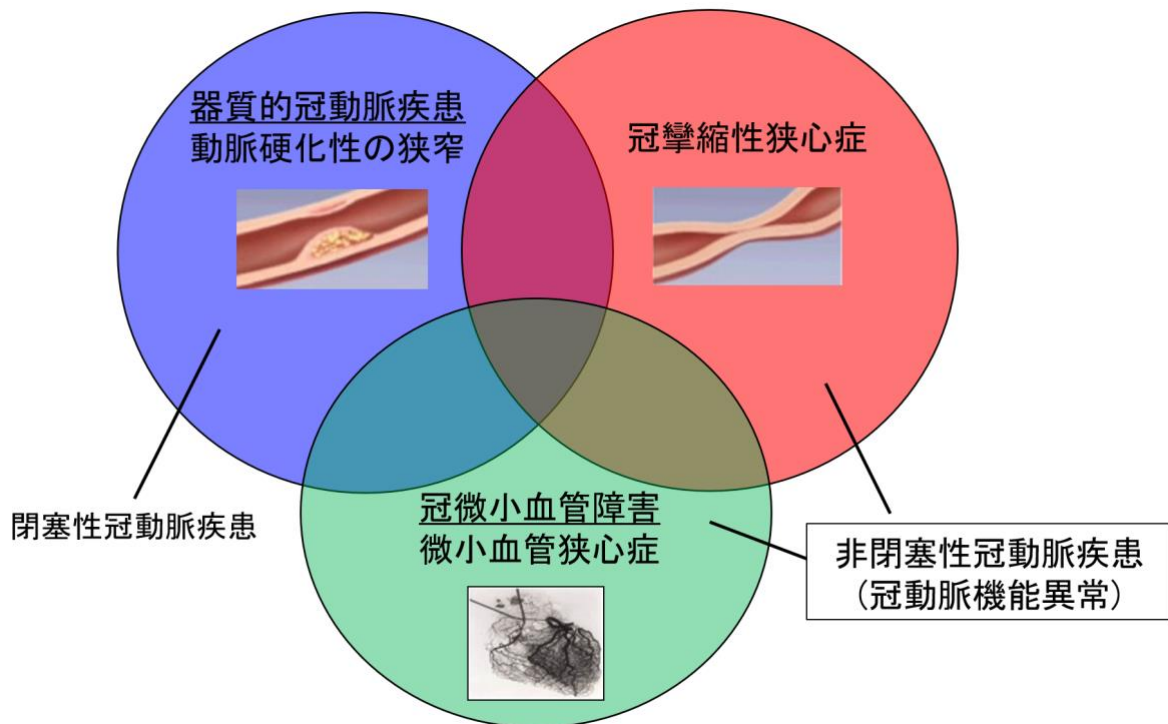 器質的冠動脈疾患
動脈硬化性の狭窄
冠攣縮性狭心症
閉塞性冠動脈疾患
冠微小血管障害
微小血管狭心症
非閉塞性冠動脈疾患
(冠動脈機能異常)